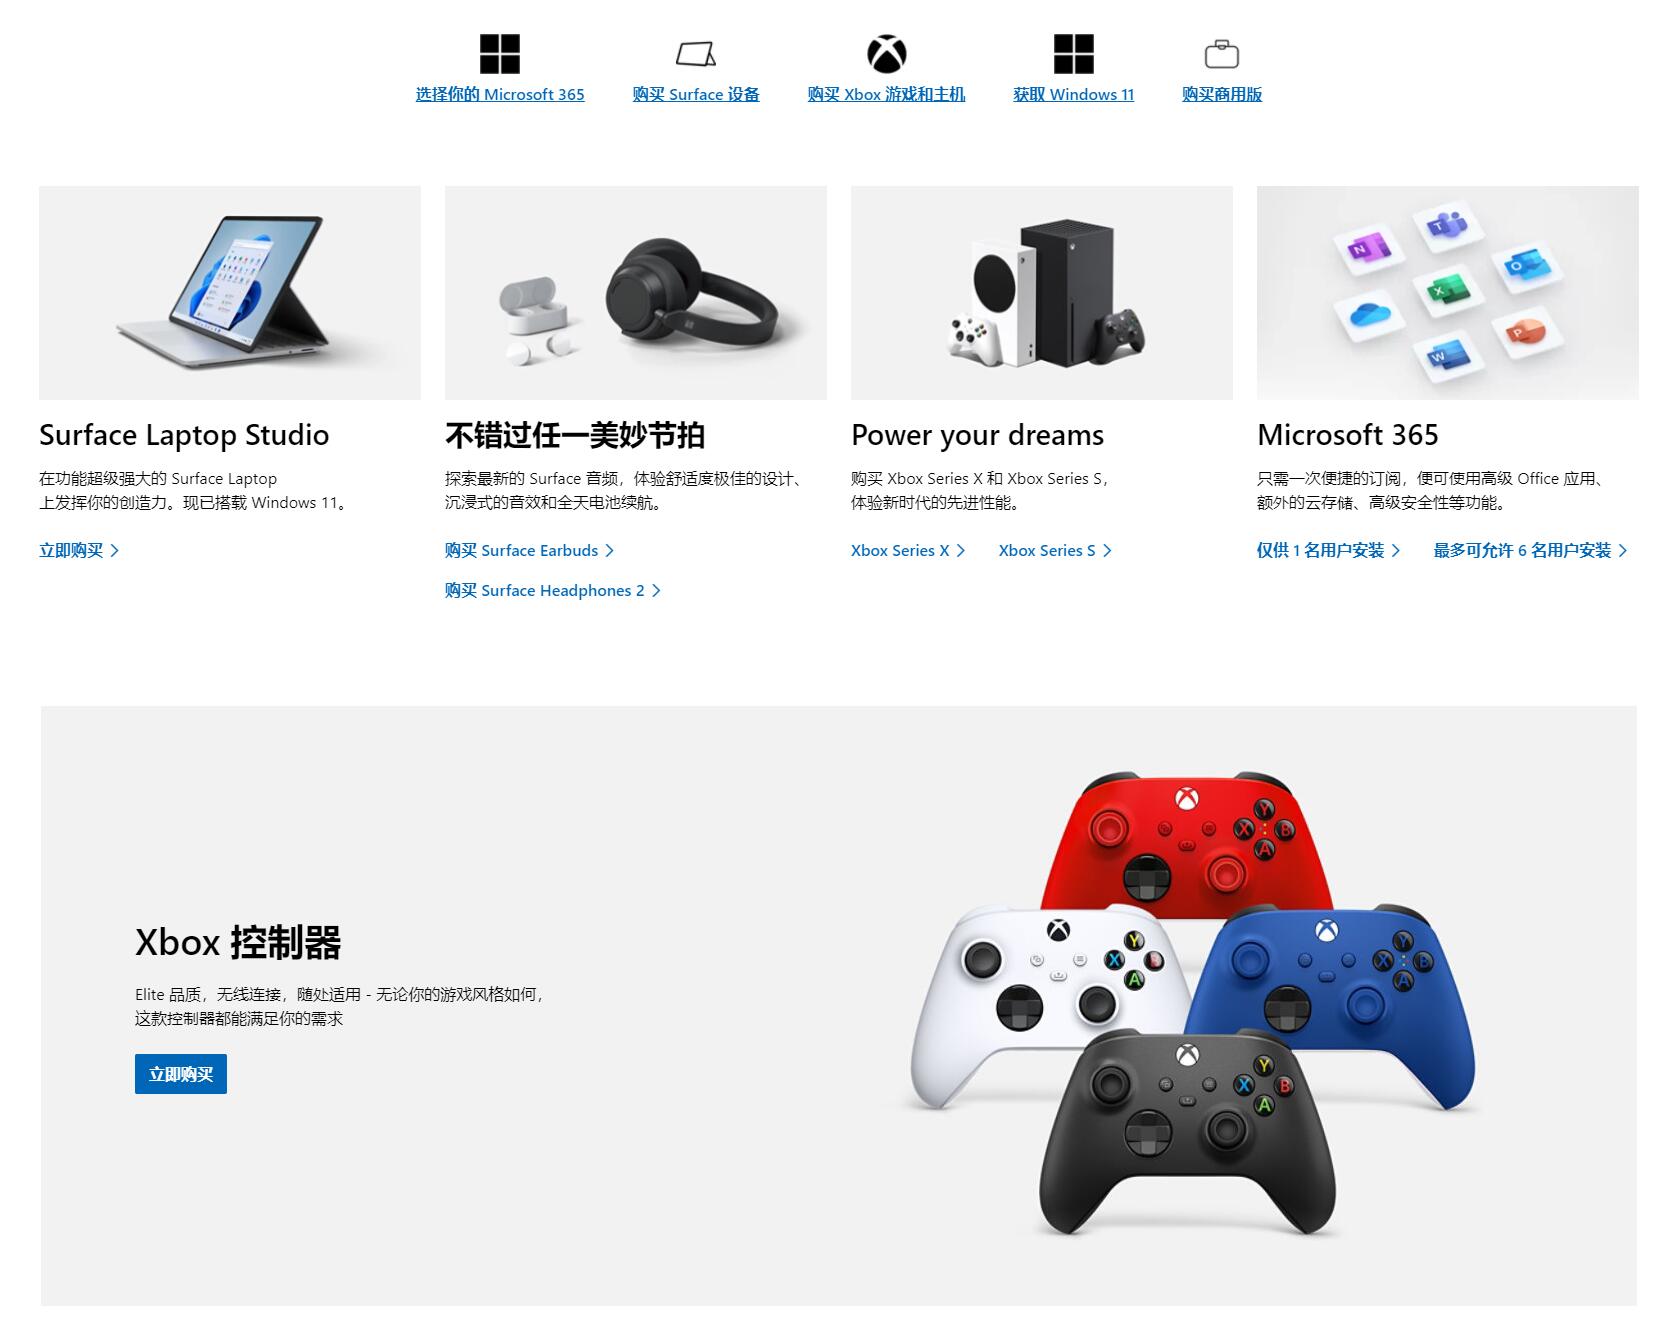 选择你的 Microsoft 365
购买 Surface 设备
购买 Xbox 游戏和主机
获取 Windows 11
购买商用版
Surface Laptop Studio
在功能超级强大的 Surface Laptop
上发挥你的创造力。现已搭载 Windows 11。
立即购买
不错过任一美妙节拍
探索最新的 Surface 音频，体验舒适度极佳的设计、
沉浸式的音效和全天电池续航。
购买 Surface Earbuds
购买 Surface Headphones 2
Power your dreams
购买 Xbox Series X 和 Xbox Series S，
体验新时代的先进性能。
Xbox Series X
Xbox Series S
Microsoft 365
只需一次便捷的订阅，便可使用高级 Office 应用、
额外的云存储、高级安全性等功能。
仅供 1 名用户安装
最多可允许 6 名用户安装
Xbox 控制器
Elite 品质，无线连接，随处适用 - 无论你的游戏风格如何，
这款控制器都能满足你的需求
立即购买